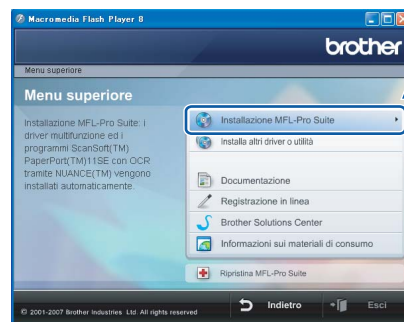 Macromedia Flash Player 8
brother
Menu superiore
Menu superiore
Installazione MFL-Pro Suite: i
driver multifunzione ed i
programmi ScanSoft(TM)
PaperPort(TM)11SE con OCR
tramite NUANCE(TM) vengono
installati automaticamente.
Installazione MFL-Pro Suite
Installa altri driver o utilità
Documentazione
Registrazione in linea
Brother Solutions Center
Informazioni sui materiali di consumo
Ripristina MFL-Pro Suite
© 2001-2007 Brother Industries Ltd. All rights reserved
Indietro
Esci